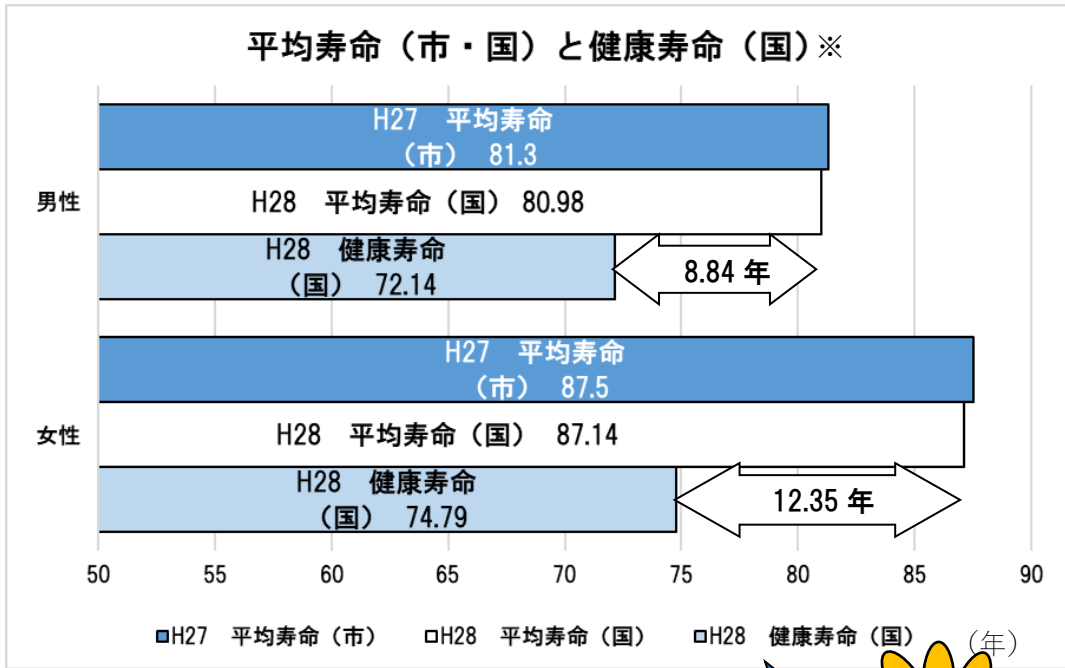 平均寿命（市・国）と健康寿命（国）※
男性
H27 平均寿命
（市） 81.3
H28 平均寿命（国） 80.98
H28 健康寿命
（国） 72.14
8.84 年
女性
H27 平均寿命
（市） 87.5
H28 平均寿命（国） 87.14
H28 健康寿命
（国） 74.79
12.35 年
50 55 60 65 70 75 80 85 90
H27 平均寿命（市） H28 平均寿命（国） H28 健康寿命（国）
（年）